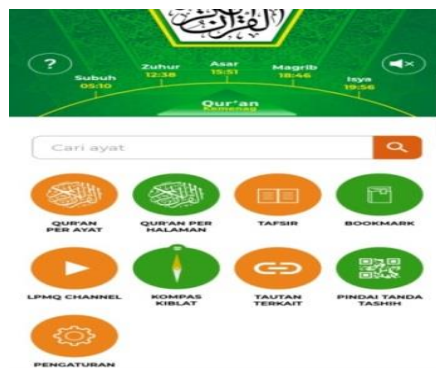 القرآن
?
Subuh
05:10
Zuhur
12:38
Asar
15:51
Magrib
18:46
Isya
19:56
Qur'an
Kemenag
Cari ayat
QUR'AN
PER AYAT
QUR'AN PER
HALAMAN
TAFSIR
BOOKMARK
LPMQ CHANNEL
KOMPAS
KIBLAT
TAUTAN
TERKAIT
PINDAI TANDA
TASHIH
PENGATURAN